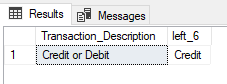 Results Messages
Transaction_Description left_6
1 Credit or Debit Credit